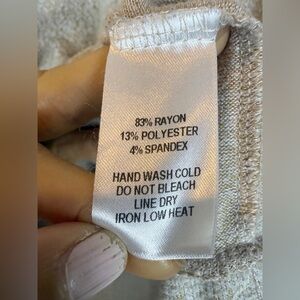 83% RAYON
13% POLYESTER
4% SPANDEX
HAND WASH COLD
DO NOT BLEACH
LINE DRY
IRON LOW HEAT